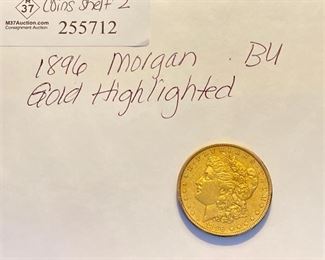 M
37
M37Auction.com
Consignment Auction
Coins Shelf 2
255712
1896 Morgan . BU
Gold Highlighted